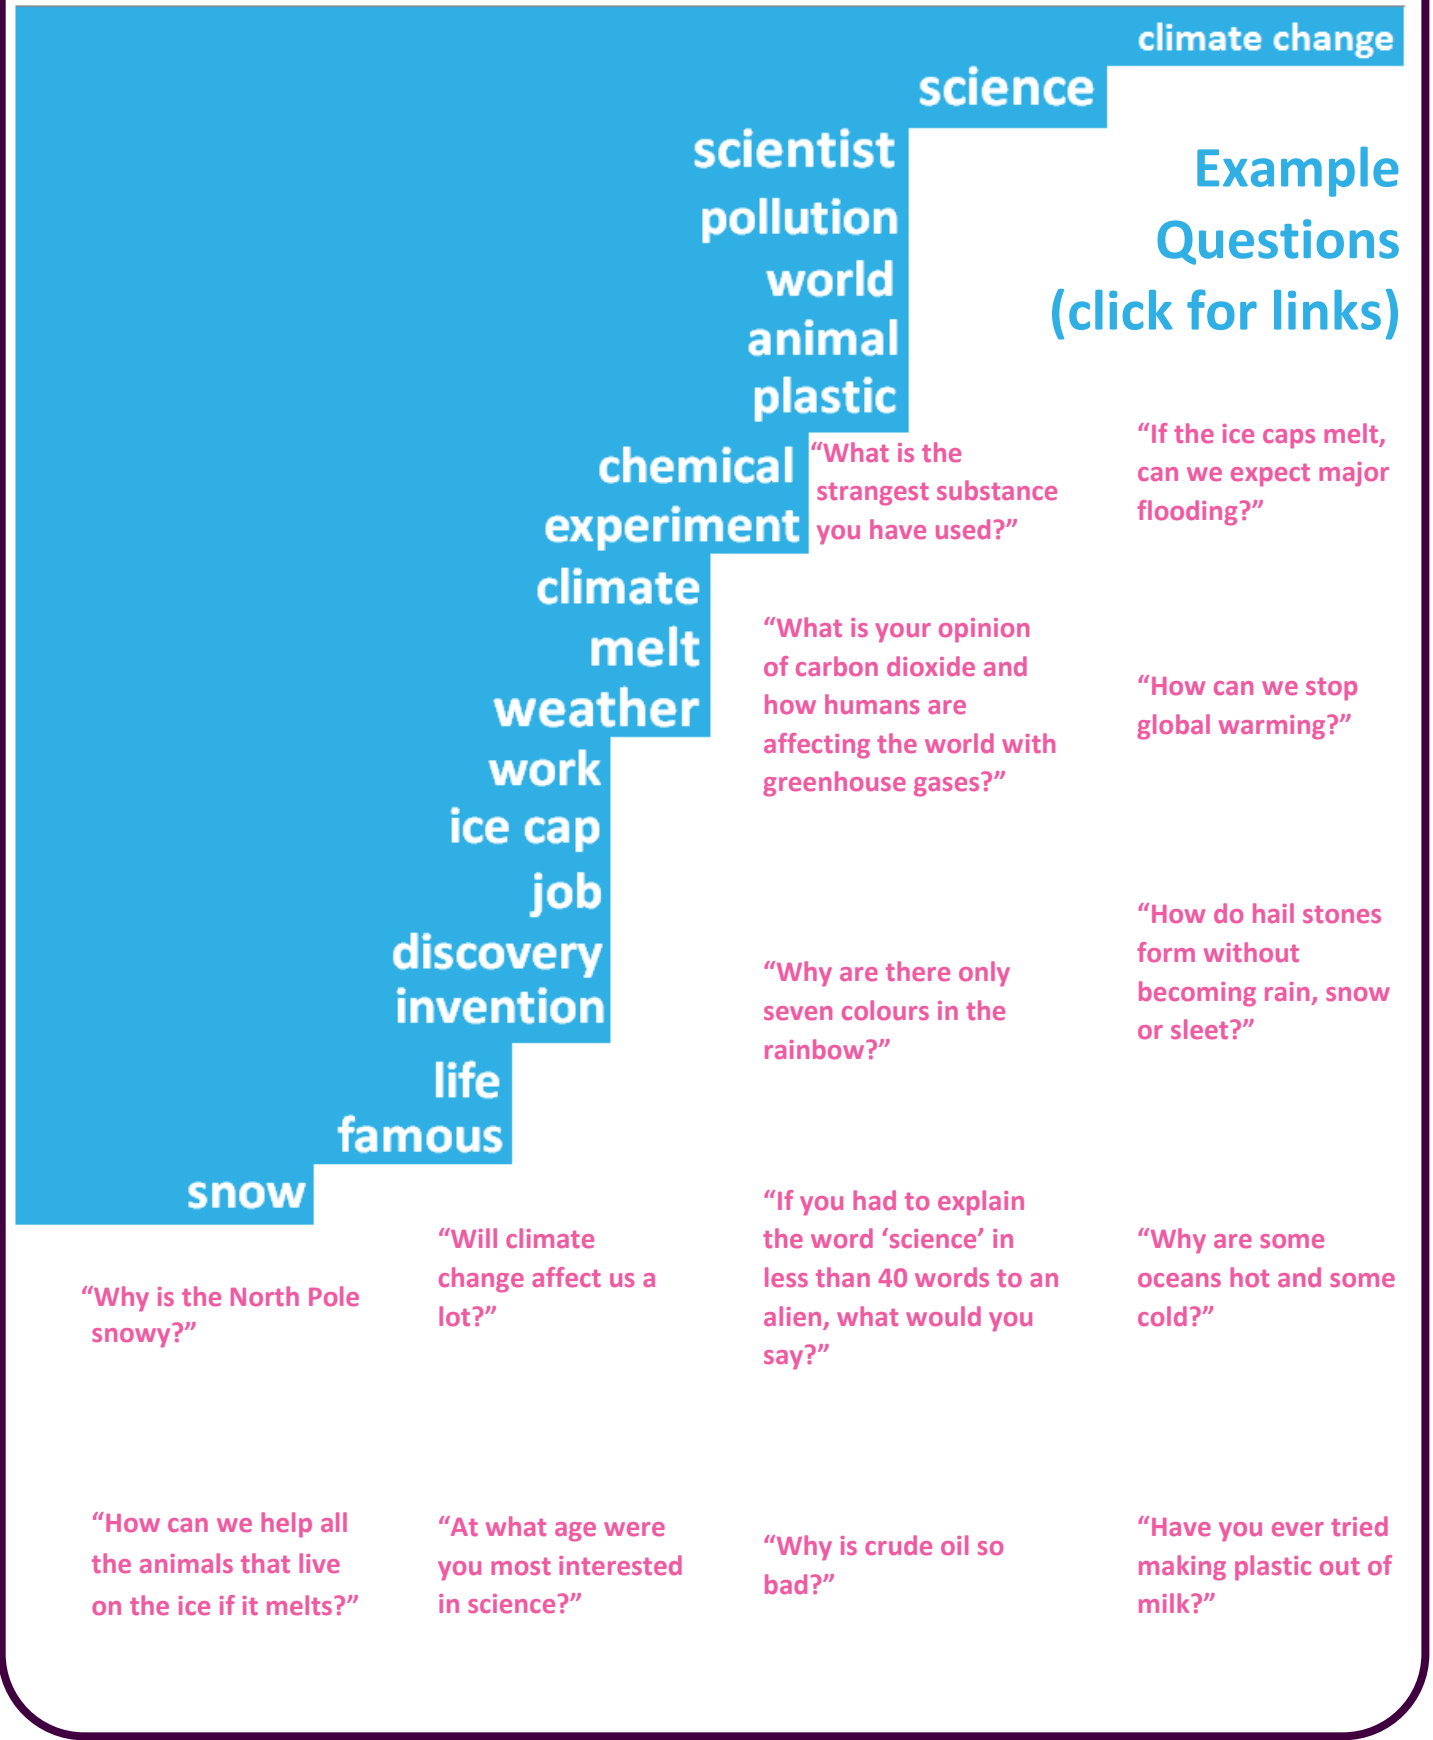 climate change
science
scientist
pollution
world
animal
plastic
chemical
experiment
climate
melt
weather
work
ice cap
job
discovery
invention
life
famous
snow
Example
Questions
(click for links)
“What is the
strangest substance
you have used?”
“If the ice caps melt,
can we expect major
flooding?”
“What is your opinion
of carbon dioxide and
how humans are
affecting the world with
greenhouse gases?”
“How can we stop
global warming?”
“Why are there only
seven colours in the
rainbow?”
“How do hail stones
form without
becoming rain, snow
or sleet?”
“Why is the North Pole
snowy?”
“Will climate
change affect us a
lot?”
“If you had to explain
the word ‘science’ in
less than 40 words to an
alien, what would you
say?”
“Why are some
oceans hot and some
cold?”
“How can we help all
the animals that live
on the ice if it melts?”
“At what age were
you most interested
in science?”
“Why is crude oil so
bad?”
“Have you ever tried
making plastic out of
milk?”